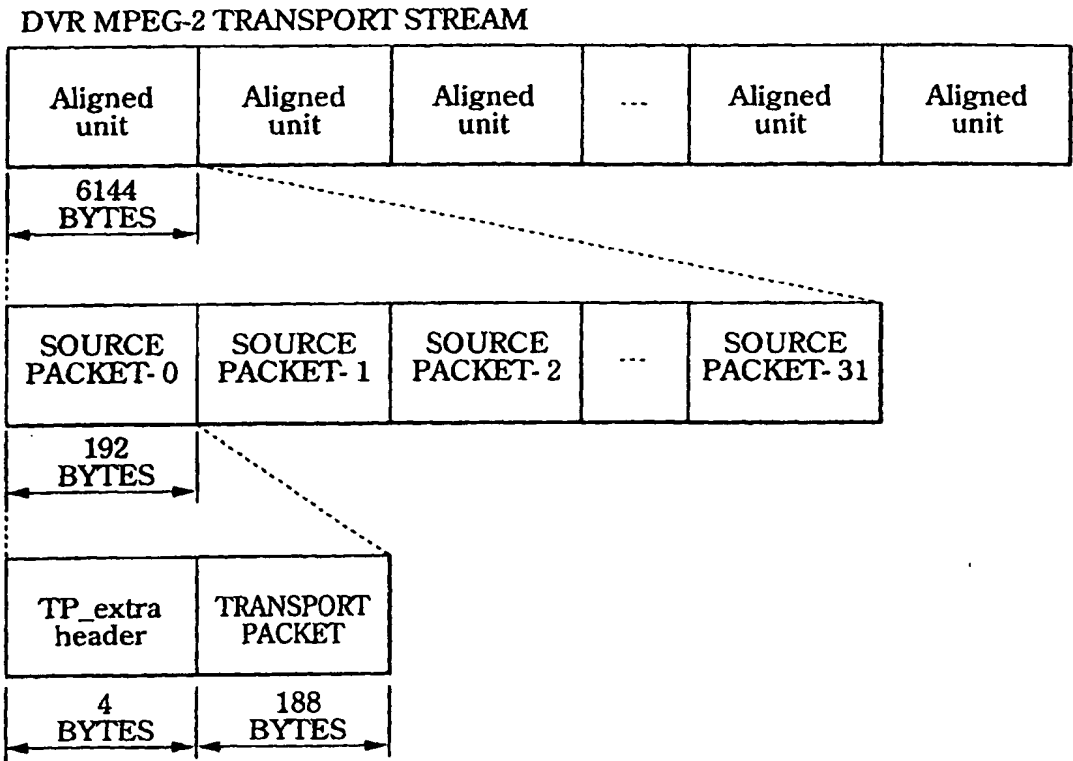 DVR MPEG-2 TRANSPORT STREAM
Aligned unit
Aligned unit
Aligned unit
...
Aligned unit
Aligned unit
6144 BYTES
SOURCE PACKET- 0
SOURCE PACKET- 1
SOURCE PACKET- 2
...
SOURCE PACKET- 31
192 BYTES
TP_extra header
TRANSPORT PACKET
4 BYTES
188 BYTES